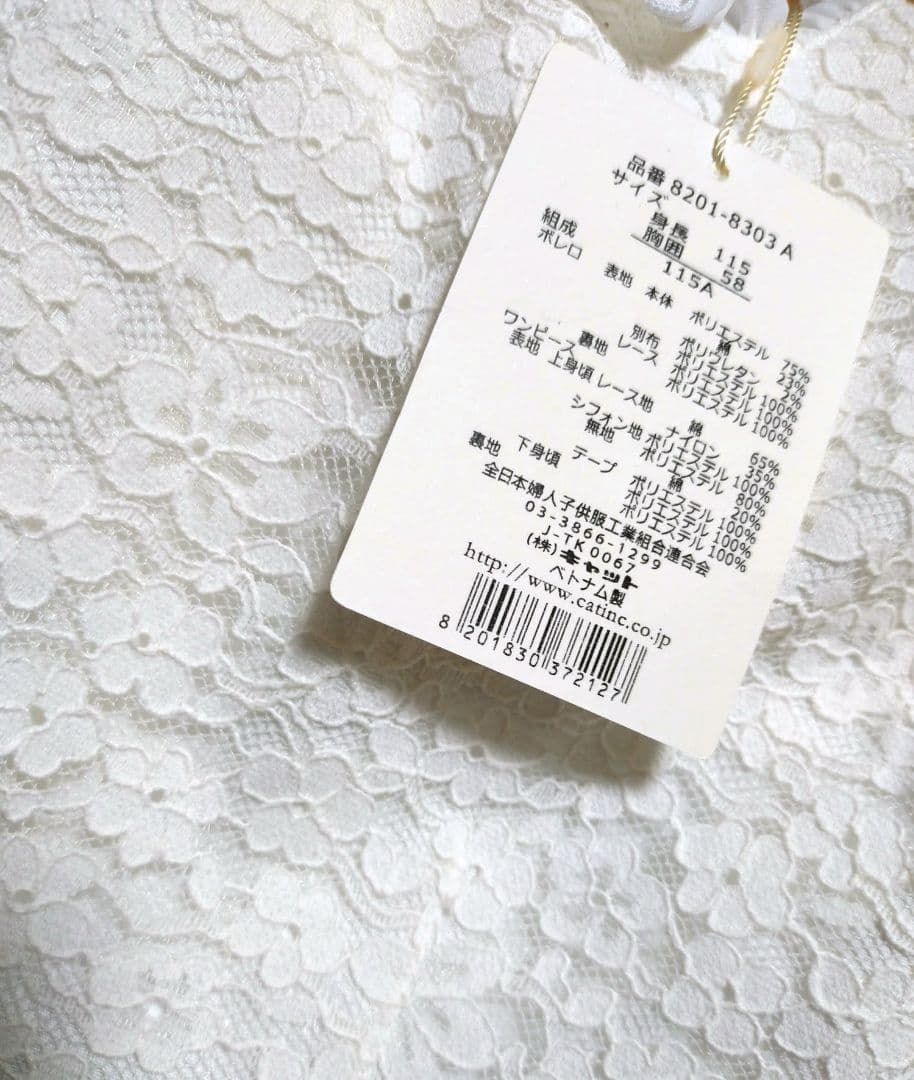 品番 8201-8303 A
サイズ
身長 115
胸囲 58
115A
組成
ボレロ
表地 本体 ポリエステル 75%
綿 23%
ポリウレタン 2%
別布 ポリエステル 100%
レース ポリエステル 100%
裏地 ポリエステル 100%
ワンピース
表地 上身頃 レース地 綿 65%
ナイロン 35%
シフォン地 ポリエステル 100%
無地 ポリエステル 80%
綿 20%
下身頃 ポリエステル 100%
テープ ポリエステル 100%
裏地 ポリエステル 100%
全日本婦人子供服工業組合連合会
03-3866-1299
J-TK0067
(株)キャット
ベトナム製
http://www.catinc.co.jp
8 201830 372127